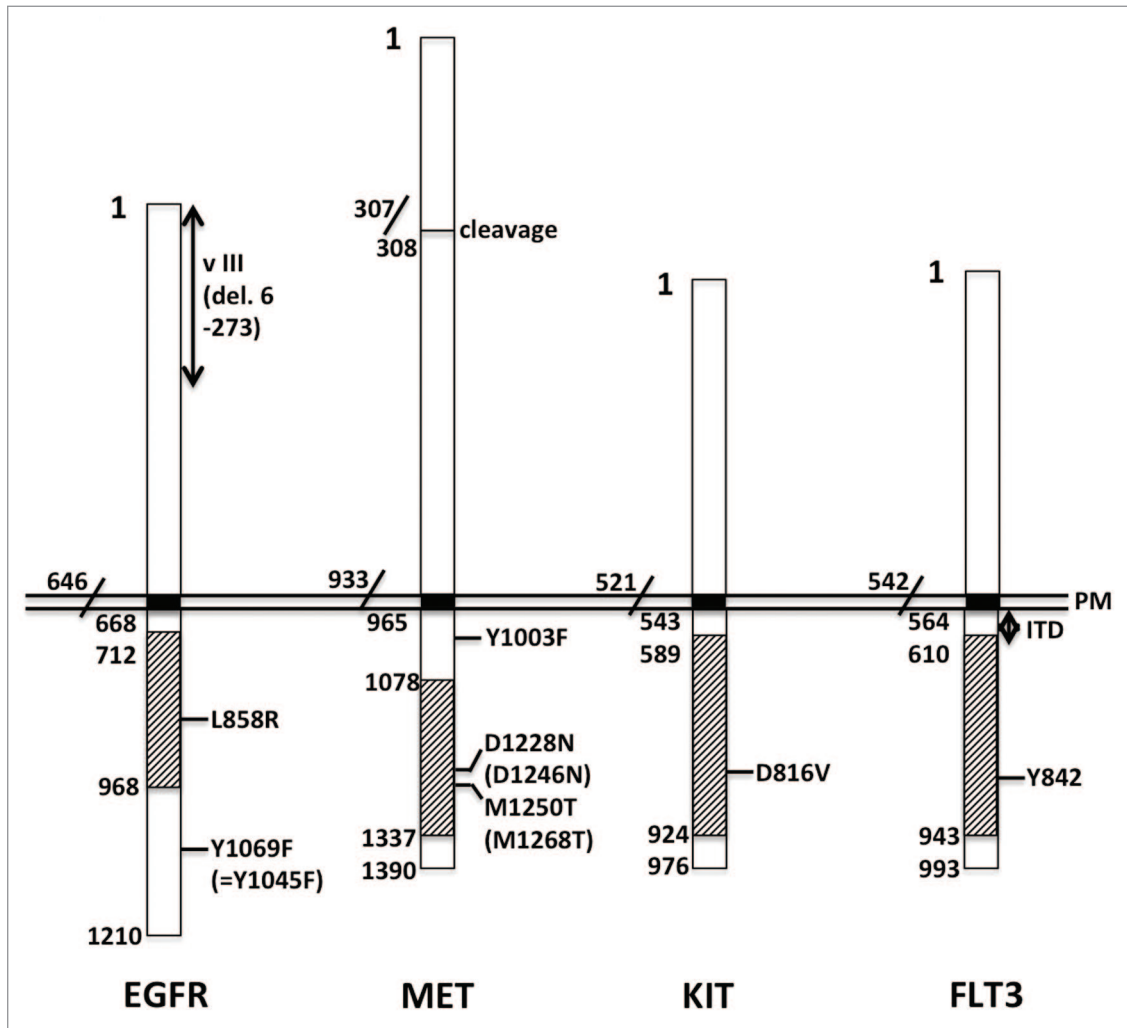 1
1
v III
(del. 6
-273)
307
308
cleavage
1
1
646
933
521
542
PM
668
712
965
Y1003F
543
589
564
610
ITD
1078
L858R
968
D1228N
(D1246N)
M1250T
(M1268T)
D816V
Y842
Y1069F
(=Y1045F)
1337
1390
924
976
943
993
1210
EGFR
MET
KIT
FLT3